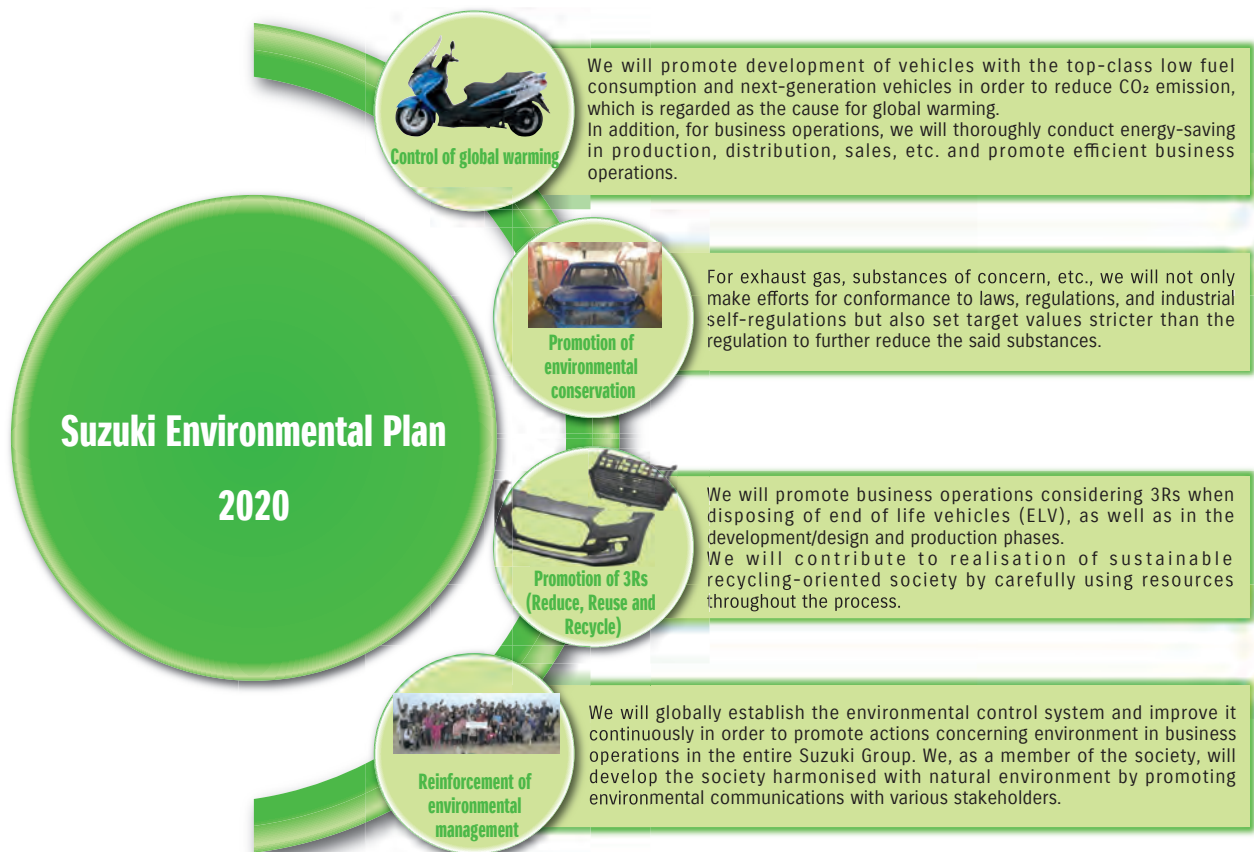 Control of global warming
We will promote development of vehicles with the top-class low fuel
consumption and next-generation vehicles in order to reduce CO₂ emission,
which is regarded as the cause for global warming.
In addition, for business operations, we will thoroughly conduct energy-saving
in production, distribution, sales, etc. and promote efficient business
operations.
Suzuki Environmental Plan
2020
Promotion of
environmental
conservation
For exhaust gas, substances of concern, etc., we will not only
make efforts for conformance to laws, regulations, and industrial
self-regulations but also set target values stricter than the
regulation to further reduce the said substances.
Promotion of 3Rs
(Reduce, Reuse and
Recycle)
We will promote business operations considering 3Rs when
disposing of end of life vehicles (ELV), as well as in the
development/design and production phases.
We will contribute to realisation of sustainable
recycling-oriented society by carefully using resources
throughout the process.
Reinforcement of
environmental
management
We will globally establish the environmental control system and improve it
continuously in order to promote actions concerning environment in business
operations in the entire Suzuki Group. We, as a member of the society, will
develop the society harmonised with natural environment by promoting
environmental communications with various stakeholders.